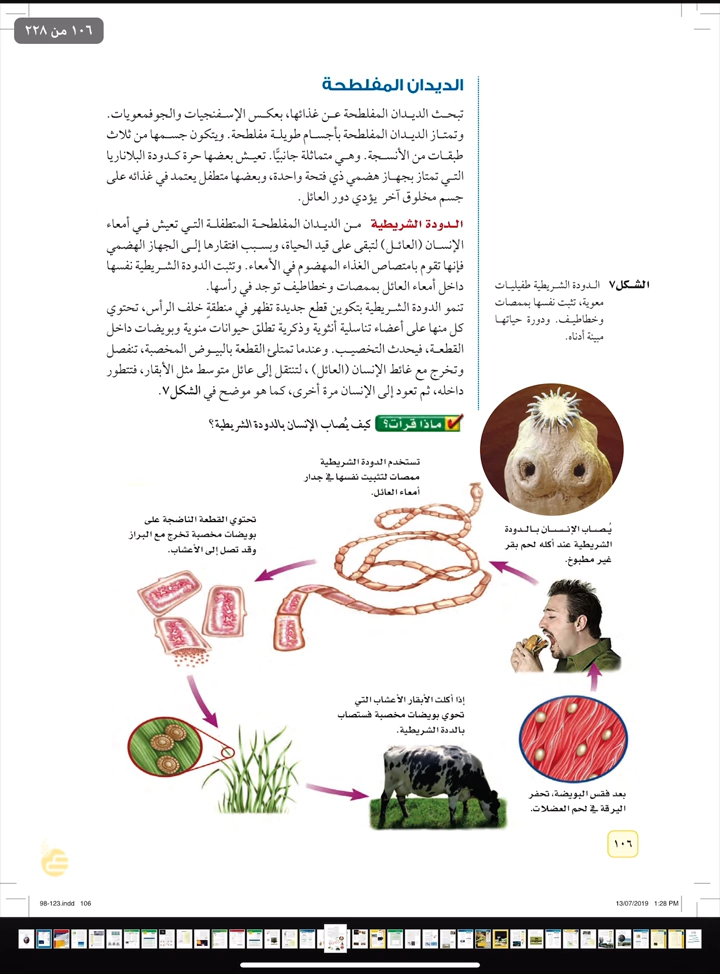 ١٠٦ من ٢٢٨
الديدان المفلطحة
تبحث الديدان المفلطحة عن غذائها، بعكس الإسفنجيات والجوفمعويات.
وتمتاز الديدان المفلطحة بأجسام طويلة مفلطحة. ويتكون جسمها من ثلاث
طبقات من الأنسجة. وهي متماثلة جانبيًّا. تعيش بعضها حرة كدودة البلاناريا
التي تمتاز بجهاز هضمي ذي فتحة واحدة، وبعضها متطفل يعتمد في غذائه على
جسم مخلوق آخر يؤدي دور العائل.
الدودة الشريطية من الديدان المفلطحة المتطفلة التي تعيش في أمعاء
الإنسان (العائل) لتبقى على قيد الحياة، وبسبب افتقارها إلى الجهاز الهضمي
فإنها تقوم بامتصاص الغذاء المهضوم في الأمعاء. وتثبت الدودة الشريطية نفسها
داخل أمعاء العائل بممصات وخطاطيف توجد في رأسها.
تنمو الدودة الشريطية بتكوين قطع جديدة تظهر في منطقةٍ خلف الرأس، تحتوي
كل منها على أعضاء تناسلية أنثوية وذكرية تطلق حيوانات منوية وبويضات داخل
القطعة، فيحدث التخصيب. وعندما تمتلئ القطعة بالبيوض المخصبة، تنفصل
وتخرج مع غائط الإنسان (العائل) ، لتنتقل إلى عائل متوسط مثل الأبقار، فتتطور
داخله، ثم تعود إلى الإنسان مرة أخرى، كما هو موضح في الشكل٧.
ماذا قرأت؟ كيف يُصاب الإنسان بالدودة الشريطية؟
الشكل٧ الدودة الشريطية طفيليات
معوية، تثبت نفسها بممصات
وخطاطيف. ودورة حياتها
مبينة أدناه.
تستخدم الدودة الشريطية
ممصات لتثبيت نفسها في جدار
أمعاء العائل.
يُصاب الإنسان بالدودة
الشريطية عند أكله لحم بقر
غير مطبوخ.
تحتوي القطعة الناضجة على
بويضات مخصبة تخرج مع البراز
وقد تصل إلى الأعشاب.
إذا أكلت الأبقار الأعشاب التي
تحوي بويضات مخصبة فستصاب
بالددة الشريطية.
بعد فقس البويضة، تحفر
اليرقة في لحم العضلات.
١٠٦
98-123.indd 106
13/07/2019 1:28 PM